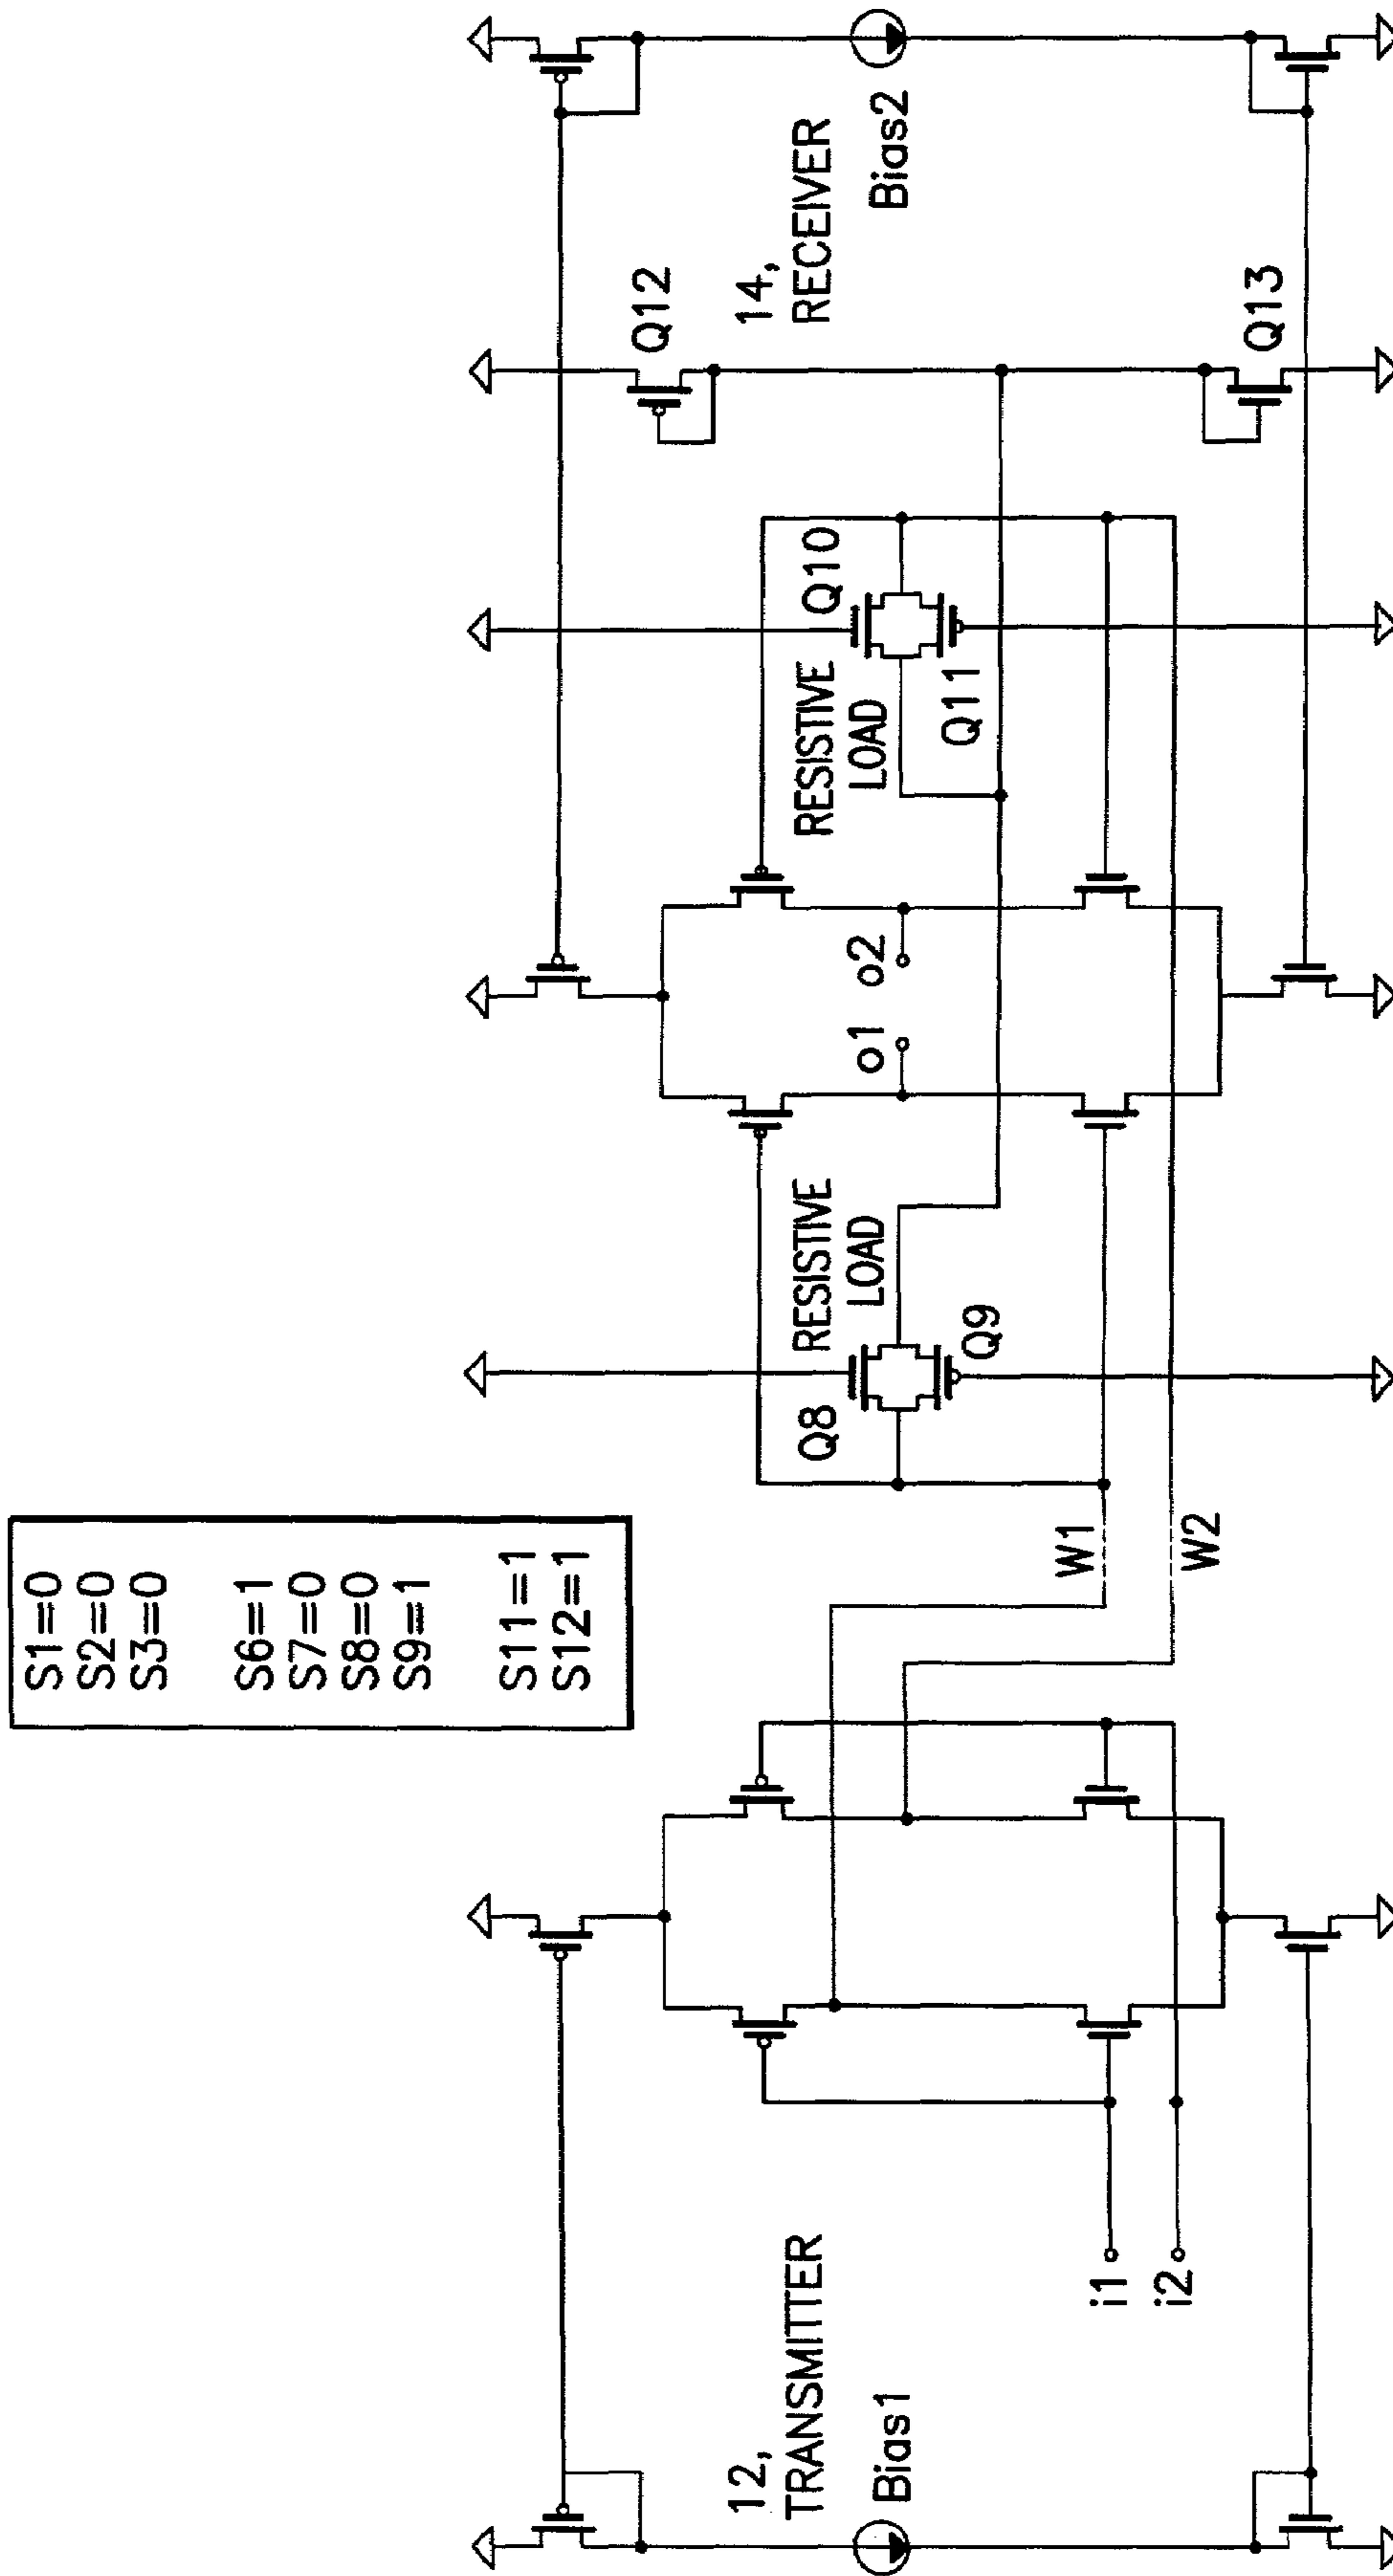 S1=0
S2=0
S3=0
S6=1
S7=0
S8=0
S9=1
S11=1
S12=1
12,
TRANSMITTER
Bias1
i1
i2
W1
W2
Q8
RESISTIVE
LOAD
Q9
o1
o2
RESISTIVE
LOAD
Q10
Q11
Q12
14,
RECEIVER
Q13
Bias2